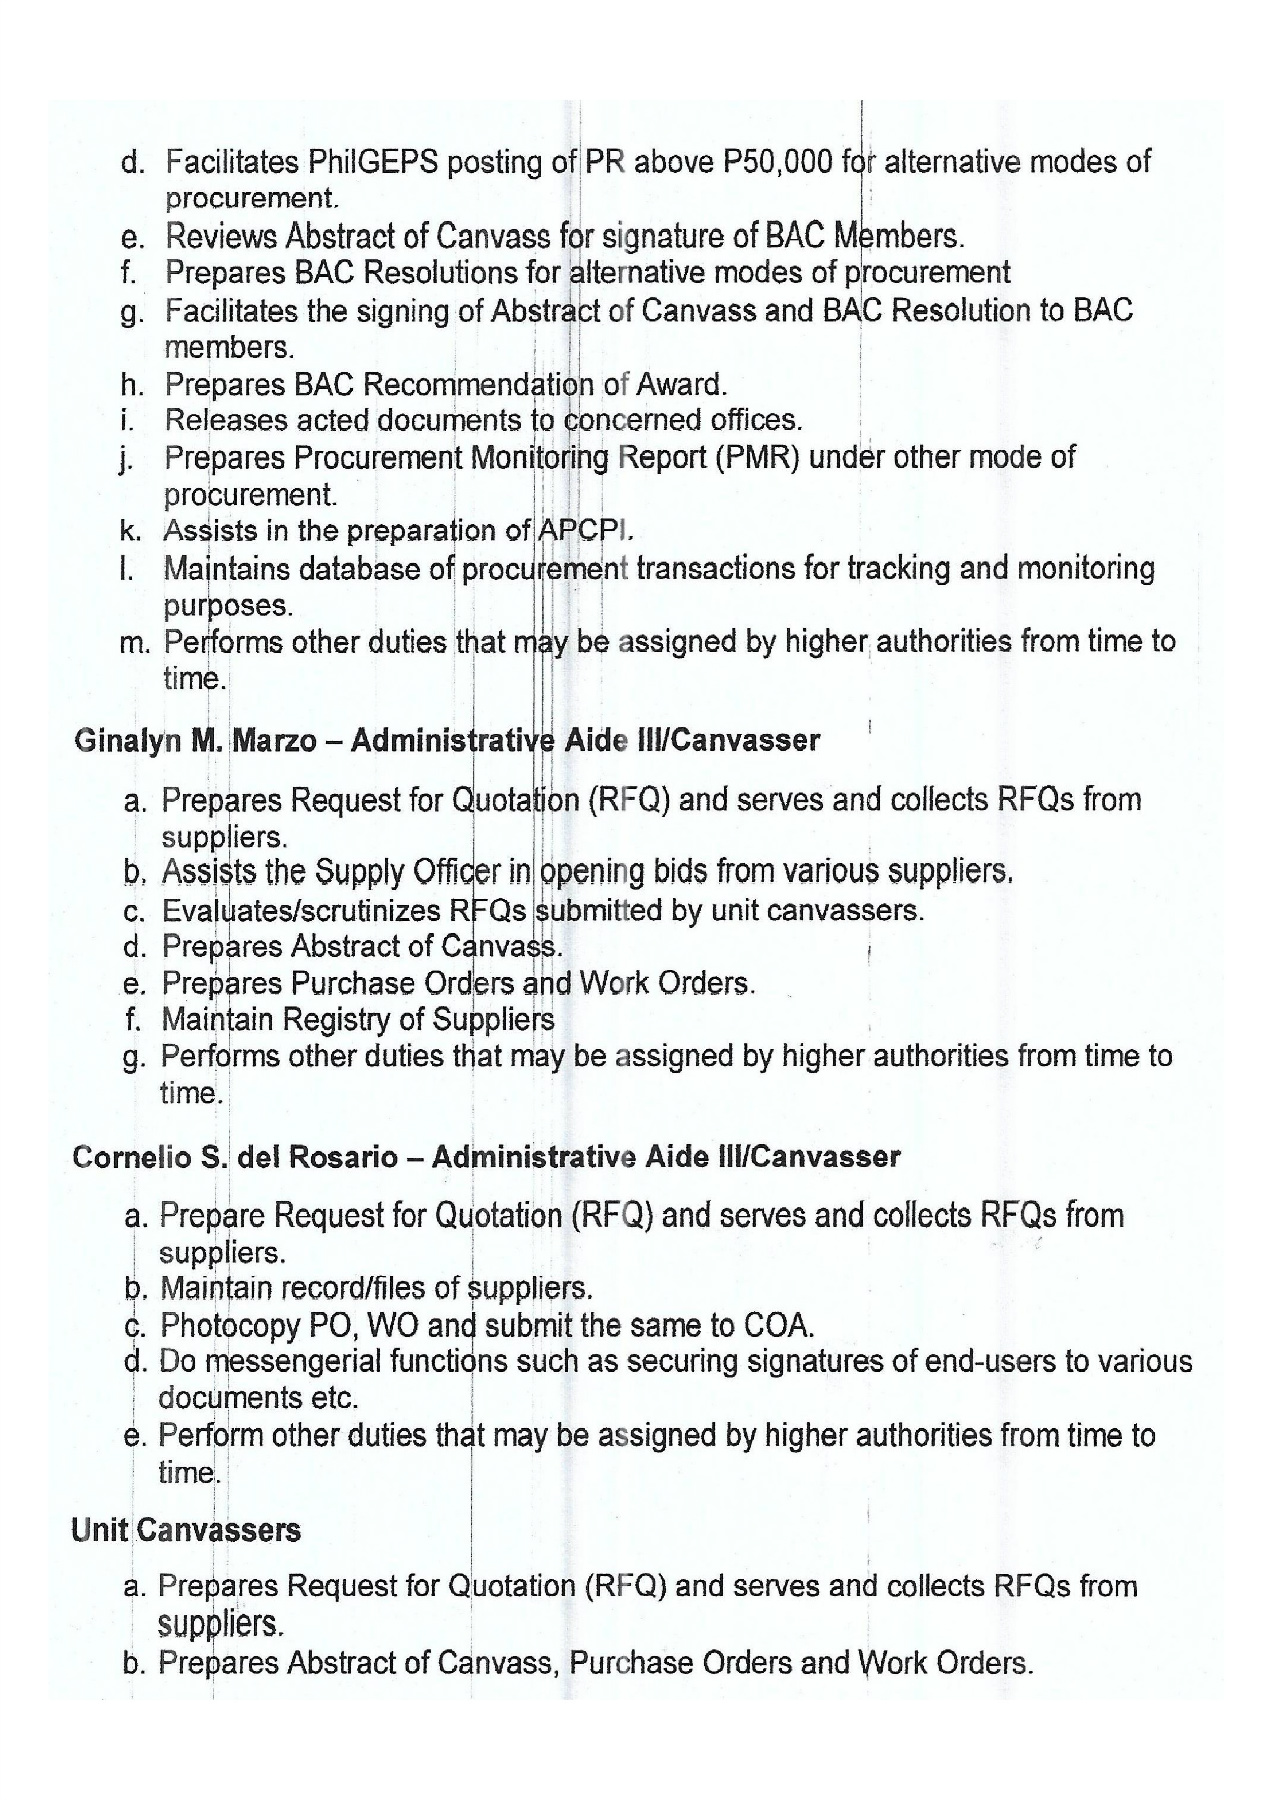 d. Facilitates PhilGEPS posting of PR above P50,000 for alternative modes of
procurement.
e. Reviews Abstract of Canvass for signature of BAC Members.
f. Prepares BAC Resolutions for alternative modes of procurement
g. Facilitates the signing of Abstract of Canvass and BAC Resolution to BAC
members.
h. Prepares BAC Recommendation of Award.
i. Releases acted documents to concerned offices.
j. Prepares Procurement Monitoring Report (PMR) under other mode of
procurement.
k. Assists in the preparation of APCPI.
l. Maintains database of procurement transactions for tracking and monitoring
purposes.
m. Performs other duties that may be assigned by higher authorities from time to
time.
Ginalyn M. Marzo – Administrative Aide III/Canvasser
a. Prepares Request for Quotation (RFQ) and serves and collects RFQs from
suppliers.
b. Assists the Supply Officer in opening bids from various suppliers.
c. Evaluates/scrutinizes RFQs submitted by unit canvassers.
d. Prepares Abstract of Canvass.
e. Prepares Purchase Orders and Work Orders.
f. Maintain Registry of Suppliers
g. Performs other duties that may be assigned by higher authorities from time to
time.
Cornelio S. del Rosario – Administrative Aide III/Canvasser
a. Prepare Request for Quotation (RFQ) and serves and collects RFQs from
suppliers.
b. Maintain record/files of suppliers.
c. Photocopy PO, WO and submit the same to COA.
d. Do messengerial functions such as securing signatures of end-users to various
documents etc.
e. Perform other duties that may be assigned by higher authorities from time to
time.
Unit Canvassers
a. Prepares Request for Quotation (RFQ) and serves and collects RFQs from
suppliers.
b. Prepares Abstract of Canvass, Purchase Orders and Work Orders.